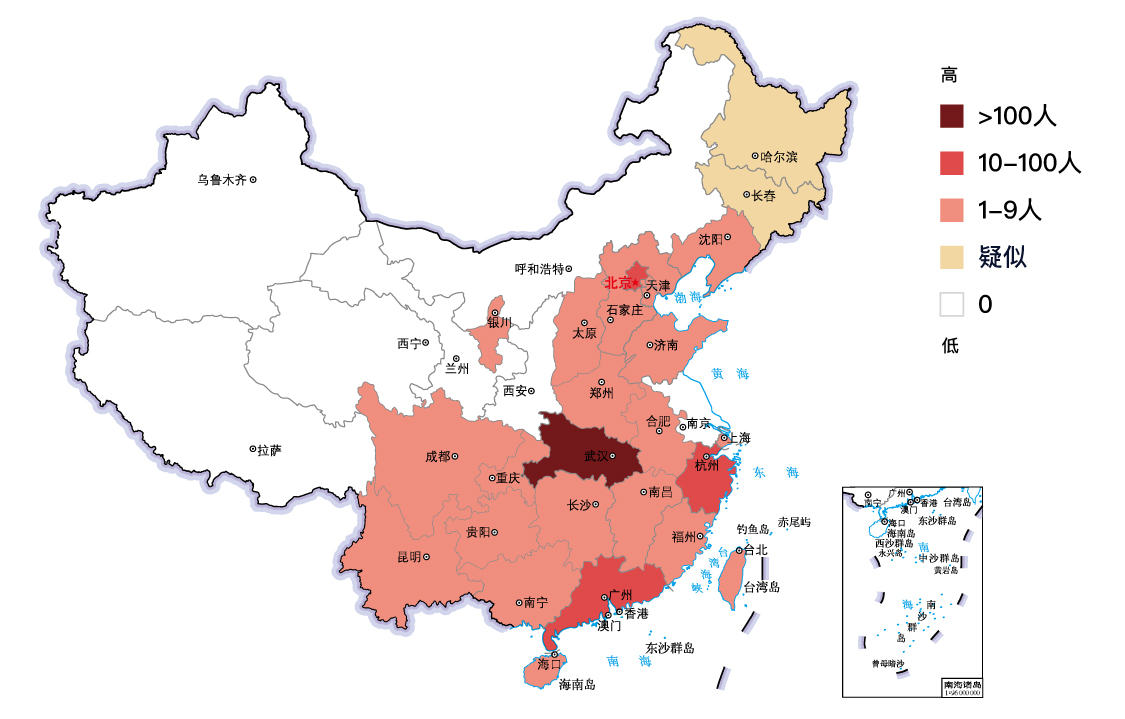 高
>100人
10–100人
1–9人
疑似
0
低
哈尔滨
乌鲁木齐
长春
沈阳
呼和浩特
北京
天津
渤海
石家庄
银川
太原
西宁
济南
兰州
黄 海
西安
郑州
合肥
南京
上海
拉萨
成都
武汉
杭州
东 海
重庆
南昌
长沙
赤尾屿
钓鱼岛
贵阳
福州
台北
昆明
台湾海峡
台湾岛
南宁
广州
香港
澳门
东沙群岛
海口
南 海
海南岛
南宁
广州
香港
台湾岛
澳门
海口
东沙群岛
海南岛
西沙群岛
南
永兴岛
中沙群岛
黄岩岛
海
南沙群岛
曾母暗沙
南海诸岛